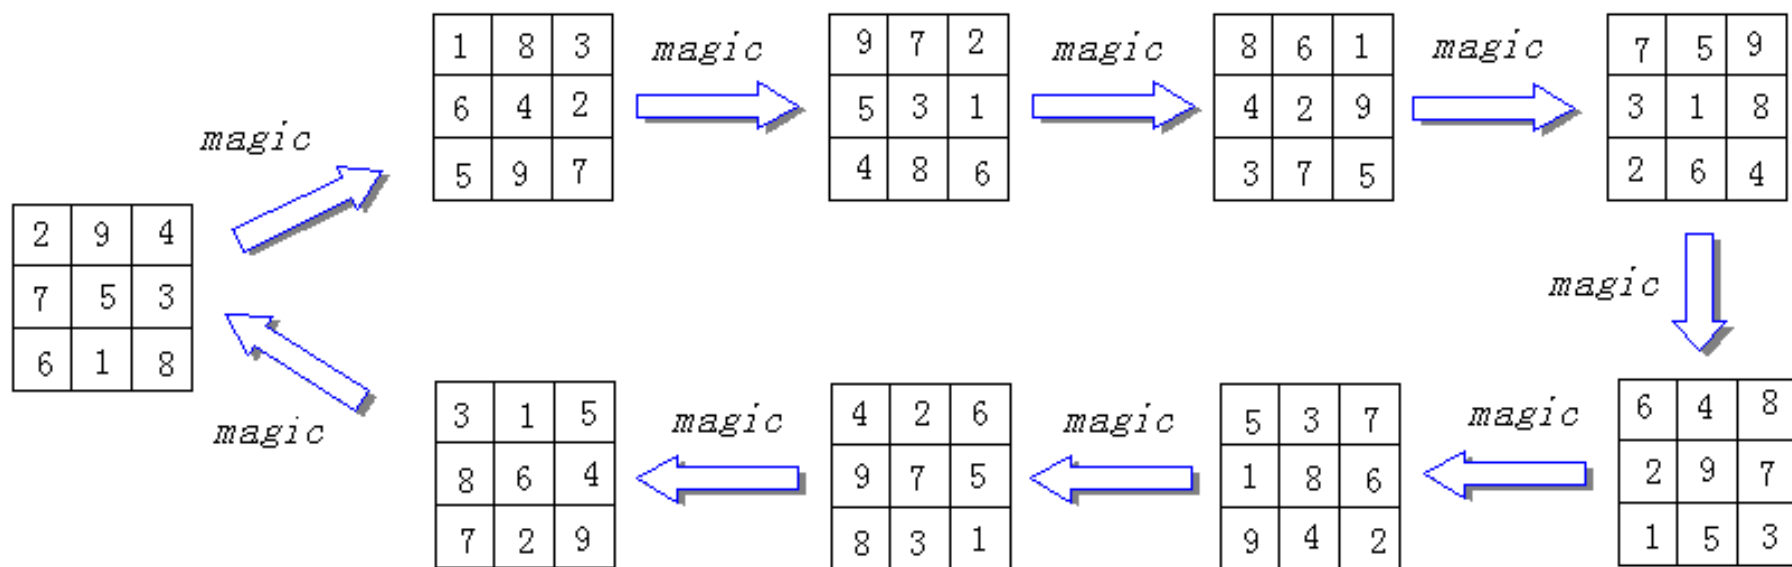 1 8 3
6 4 2
5 9 7
magic
9 7 2
5 3 1
4 8 6
magic
8 6 1
4 2 9
3 7 5
magic
7 5 9
3 1 8
2 6 4
magic
2 9 4
7 5 3
6 1 8
magic
magic
3 1 5
8 6 4
7 2 9
magic
4 2 6
9 7 5
8 3 1
magic
5 3 7
1 8 6
9 4 2
magic
6 4 8
2 9 7
1 5 3